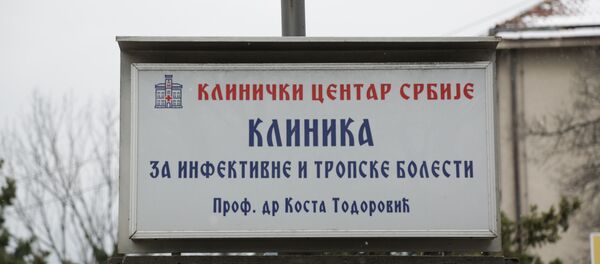 КЛИНИЧКИ ЦЕНТАР СРБИЈЕ
КЛИНИКА
ЗА ИНФЕКТИВНЕ И ТРОПСКЕ БОЛЕСТИ
Проф. др Коста Тодоровић